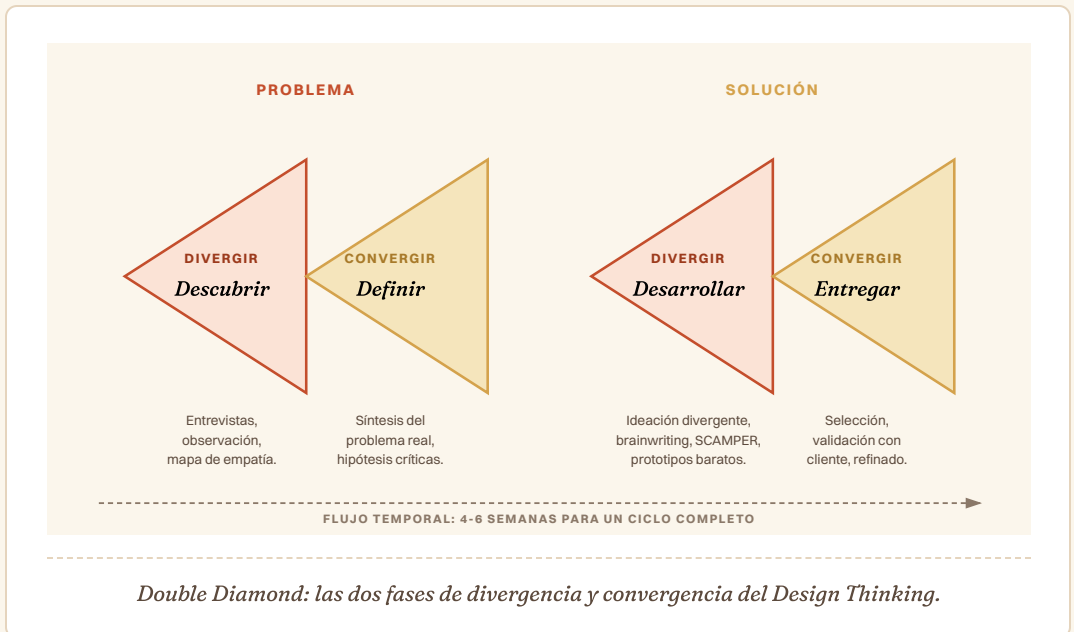 PROBLEMA
SOLUCIÓN
DIVERGIR
Descubrir
CONVERGIR
Definir
DIVERGIR
Desarrollar
CONVERGIR
Entregar
Entrevistas,
observación,
mapa de empatía.
Síntesis del
problema real,
hipótesis críticas.
Ideación divergente,
brainwriting, SCAMPER,
prototipos baratos.
Selección,
validación con
cliente, refinado.
FLUJO TEMPORAL: 4-6 SEMANAS PARA UN CICLO COMPLETO
Double Diamond: las dos fases de divergencia y convergencia del Design Thinking.